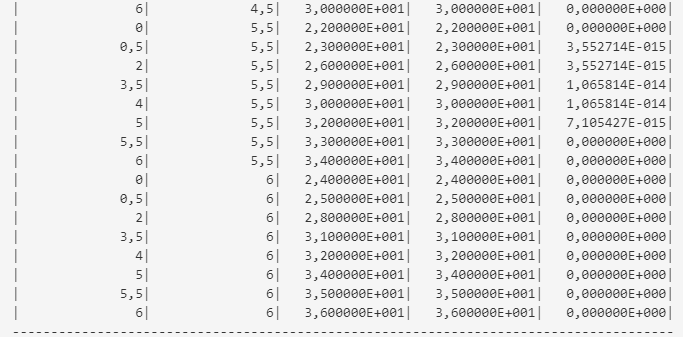 | 6| 4,5| 3,000000E+001| 3,000000E+001| 0,000000E+000|
| 0| 5,5| 2,200000E+001| 2,200000E+001| 0,000000E+000|
| 0,5| 5,5| 2,300000E+001| 2,300000E+001| 3,552714E-015|
| 2| 5,5| 2,600000E+001| 2,600000E+001| 3,552714E-015|
| 3,5| 5,5| 2,900000E+001| 2,900000E+001| 1,065814E-014|
| 4| 5,5| 3,000000E+001| 3,000000E+001| 1,065814E-014|
| 5| 5,5| 3,200000E+001| 3,200000E+001| 7,105427E-015|
| 5,5| 5,5| 3,300000E+001| 3,300000E+001| 0,000000E+000|
| 6| 5,5| 3,400000E+001| 3,400000E+001| 0,000000E+000|
| 0| 6| 2,400000E+001| 2,400000E+001| 0,000000E+000|
| 0,5| 6| 2,500000E+001| 2,500000E+001| 0,000000E+000|
| 2| 6| 2,800000E+001| 2,800000E+001| 0,000000E+000|
| 3,5| 6| 3,100000E+001| 3,100000E+001| 0,000000E+000|
| 4| 6| 3,200000E+001| 3,200000E+001| 0,000000E+000|
| 5| 6| 3,400000E+001| 3,400000E+001| 0,000000E+000|
| 5,5| 6| 3,500000E+001| 3,500000E+001| 0,000000E+000|
| 6| 6| 3,600000E+001| 3,600000E+001| 0,000000E+000|
-----------------------------------------------------------------------------------